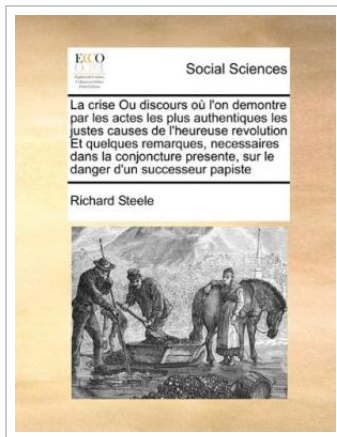 ECCO
Social Sciences
La crise Ou discours où l'on demontre
par les actes les plus authentiques les
justes causes de l'heureuse revolution
Et quelques remarques, necessaires
dans la conjoncture presente, sur le
danger d'un successeur papiste
Richard Steele